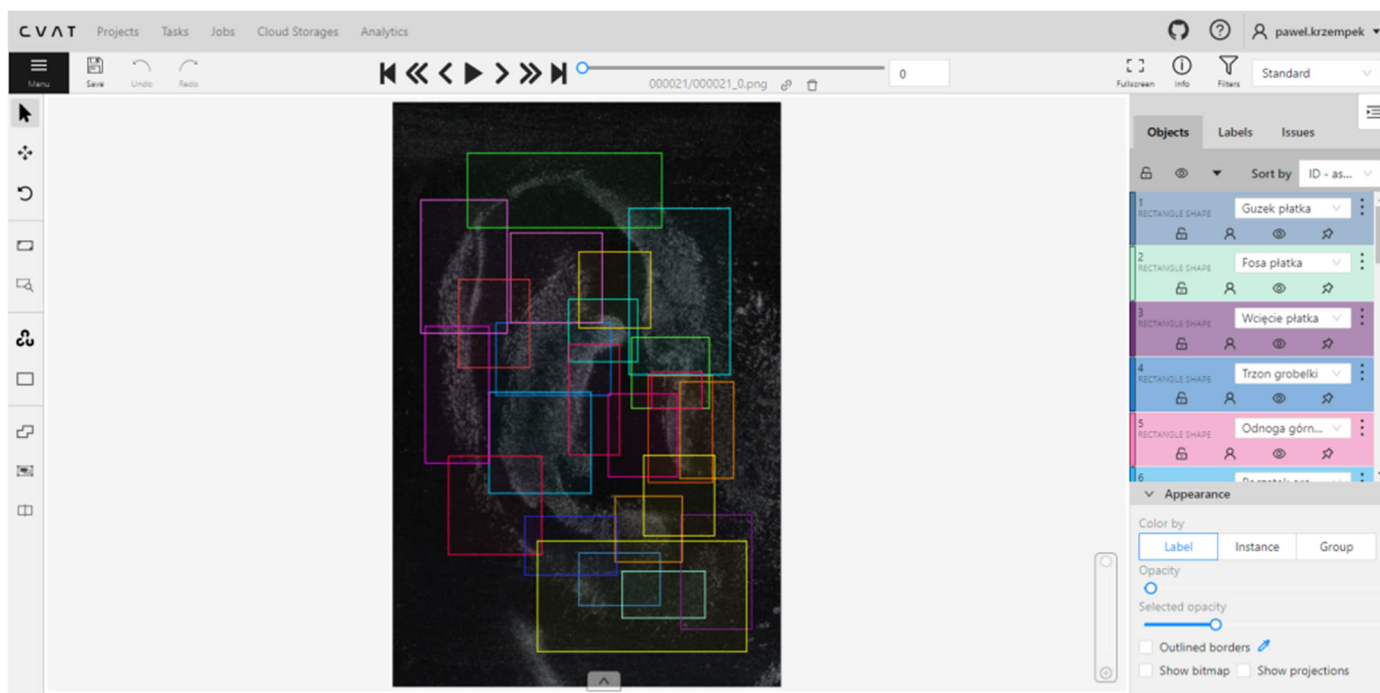 CVAT Projects Tasks Jobs Cloud Storages Analytics pawel.krzempek
Menu Save Undo Redo 000021/000021_0.png 0 Fullscreen Info Filters Standard
Objects Labels Issues
Sort by ID - as...
1 Guzek płatka
RECTANGLE SHAPE
2 Fosa płatka
RECTANGLE SHAPE
3 Wcięcie płatka
RECTANGLE SHAPE
4 Trzon grobelki
RECTANGLE SHAPE
5 Odnoga górn...
RECTANGLE SHAPE
6
Appearance
Color by
Label Instance Group
Opacity
Selected opacity
Outlined borders
Show bitmap Show projections